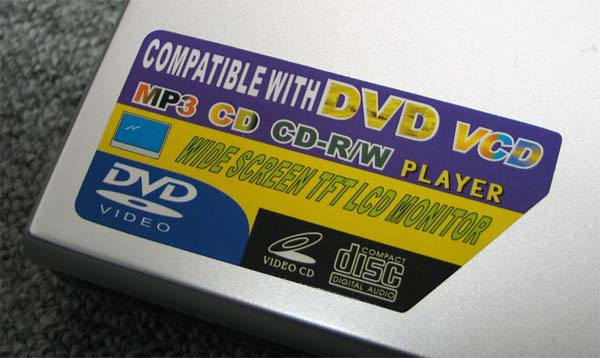 COMPATIBLE WITH DVD VCD
MP3 CD CD-R/W PLAYER
WIDE SCREEN TFT LCD MONITOR
DVD
VIDEO
VIDEO CD
COMPACT
disc
DIGITAL AUDIO